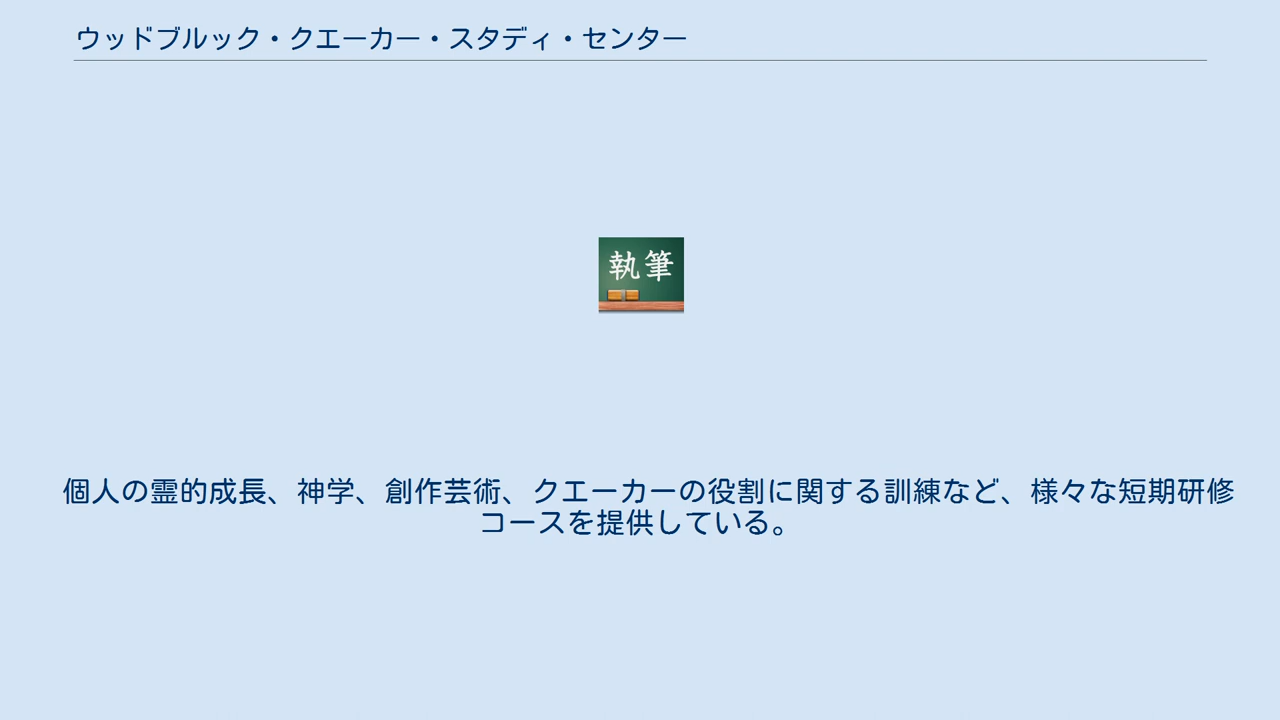 ウッドブルック・クエーカー・スタディ・センター
執筆
個人の霊的成長、神学、創作芸術、クエーカーの役割に関する訓練など、様々な短期研修
コースを提供している。